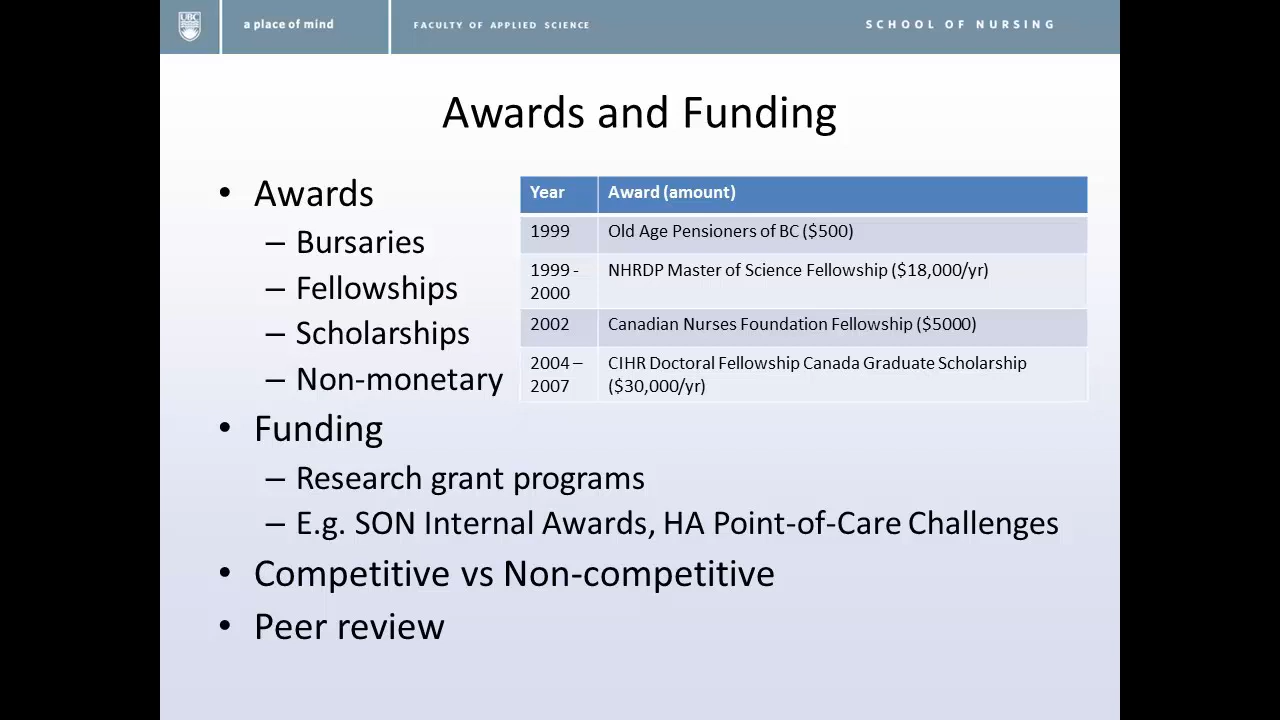 UBC
a place of mind
FACULTY OF APPLIED SCIENCE
SCHOOL OF NURSING
Awards and Funding
• Awards
– Bursaries
– Fellowships
– Scholarships
– Non-monetary
Year Award (amount)
1999 Old Age Pensioners of BC ($500)
1999 - NHRDP Master of Science Fellowship ($18,000/yr)
2000
2002 Canadian Nurses Foundation Fellowship ($5000)
2004 – CIHR Doctoral Fellowship Canada Graduate Scholarship
2007 ($30,000/yr)
• Funding
– Research grant programs
– E.g. SON Internal Awards, HA Point-of-Care Challenges
• Competitive vs Non-competitive
• Peer review